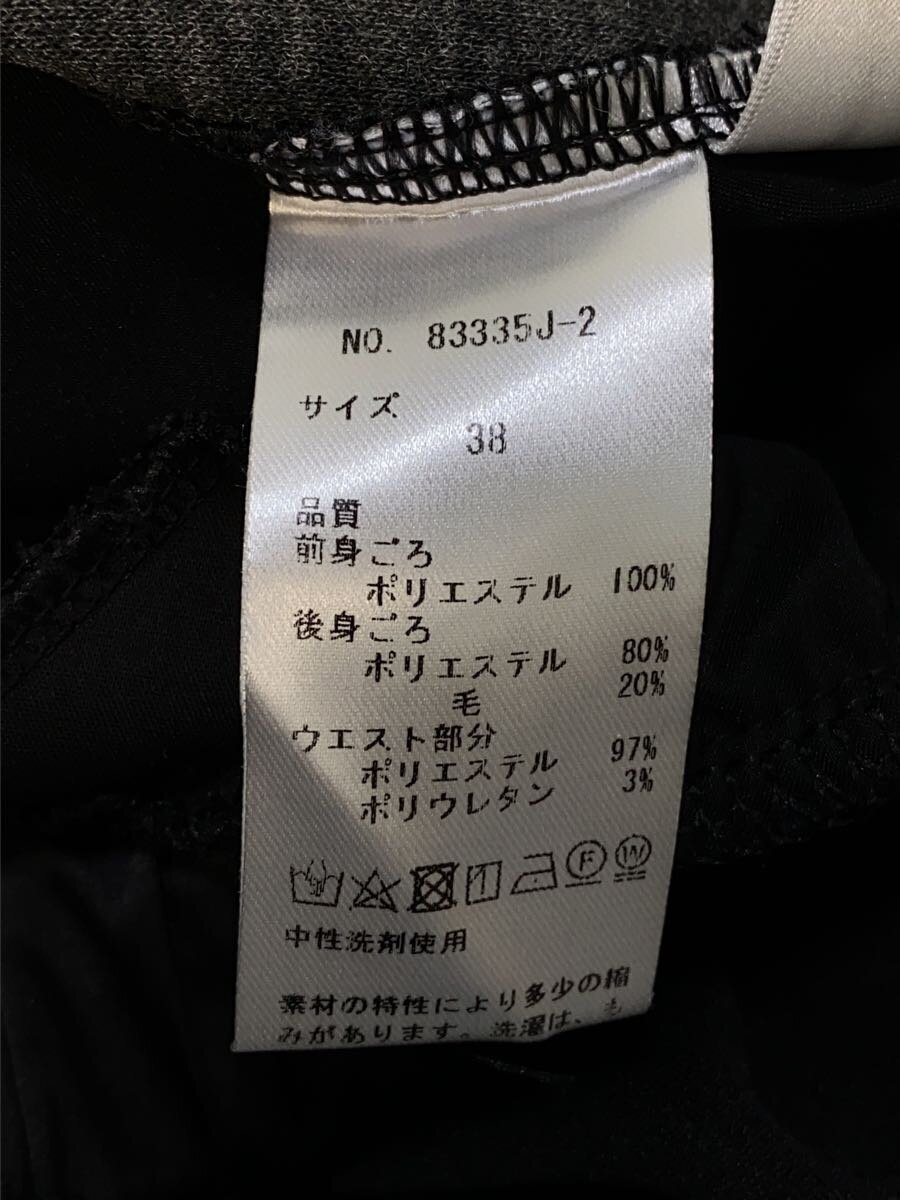 NO. 83335J-2
サイズ
38
品質
前身ごろ
ポリエステル 100%
後身ごろ
ポリエステル 80%
毛 20%
ウエスト部分
ポリエステル 97%
ポリウレタン 3%
F W
中性洗剤使用
素材の特性により多少の縮
みがあります。洗濯は、も